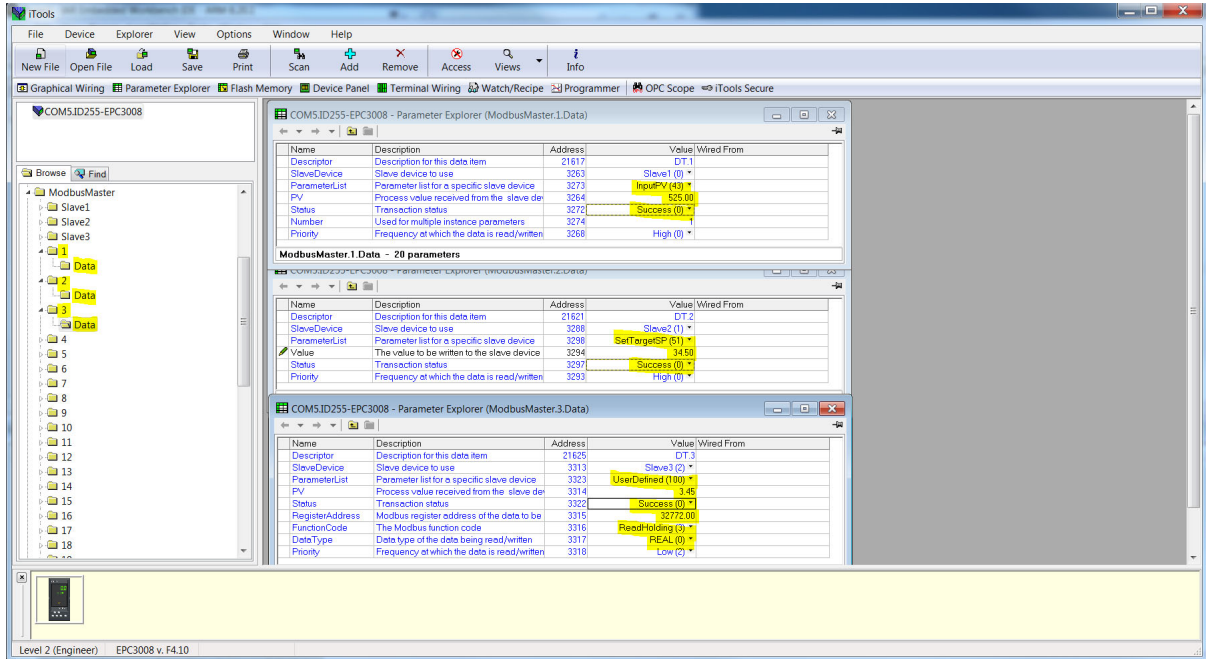 iTools
File Device Explorer View Options Window Help
New File Open File Load Save Print Scan Add Remove Access Views Info
Graphical Wiring Parameter Explorer Flash Memory Device Panel Terminal Wiring Watch/Recipe Programmer OPC Scope iTools Secure
COM5.ID255-EPC3008
Browse Find
ModbusMaster
Slave1
Slave2
Slave3
1
Data
2
Data
3
Data
4
5
6
7
8
9
10
11
12
13
14
15
16
17
18
COM5.ID255-EPC3008 - Parameter Explorer (ModbusMaster.1.Data)
Name Description Address Value Wired From
Descriptor Description for this data item 21617 DT.1
SlaveDevice Slave device to use 3263 Slave1 (0)
ParameterList Parameter list for a specific slave device 3273 InputPV (43)
PV Process value received from the slave dev 3264 525.00
Status Transaction status 3272 Success (0)
Number Used for multiple instance parameters 3274 1
Priority Frequency at which the data is read/written 3268 High (0)
ModbusMaster.1.Data - 20 parameters
COM5.ID255-EPC3008 - Parameter Explorer (ModbusMaster.2.Data)
Name Description Address Value Wired From
Descriptor Description for this data item 21621 DT.2
SlaveDevice Slave device to use 3288 Slave2 (1)
ParameterList Parameter list for a specific slave device 3298 SetTargetSP (51)
Value The value to be written to the slave device 3294 34.50
Status Transaction status 3297 Success (0)
Priority Frequency at which the data is read/written 3293 High (0)
COM5.ID255-EPC3008 - Parameter Explorer (ModbusMaster.3.Data)
Name Description Address Value Wired From
Descriptor Description for this data item 21625 DT.3
SlaveDevice Slave device to use 3313 Slave3 (2)
ParameterList Parameter list for a specific slave device 3323 UserDefined (100)
PV Process value received from the slave dev 3314 3.45
Status Transaction status 3322 Success (0)
RegisterAddress Modbus register address of the data to be 3315 32772.00
FunctionCode The Modbus function code 3316 ReadHolding (3)
DataType Data type of the data being read/written 3317 REAL (0)
Priority Frequency at which the data is read/written 3318 Low (2)
Level 2 (Engineer) EPC3008 v. F4.10